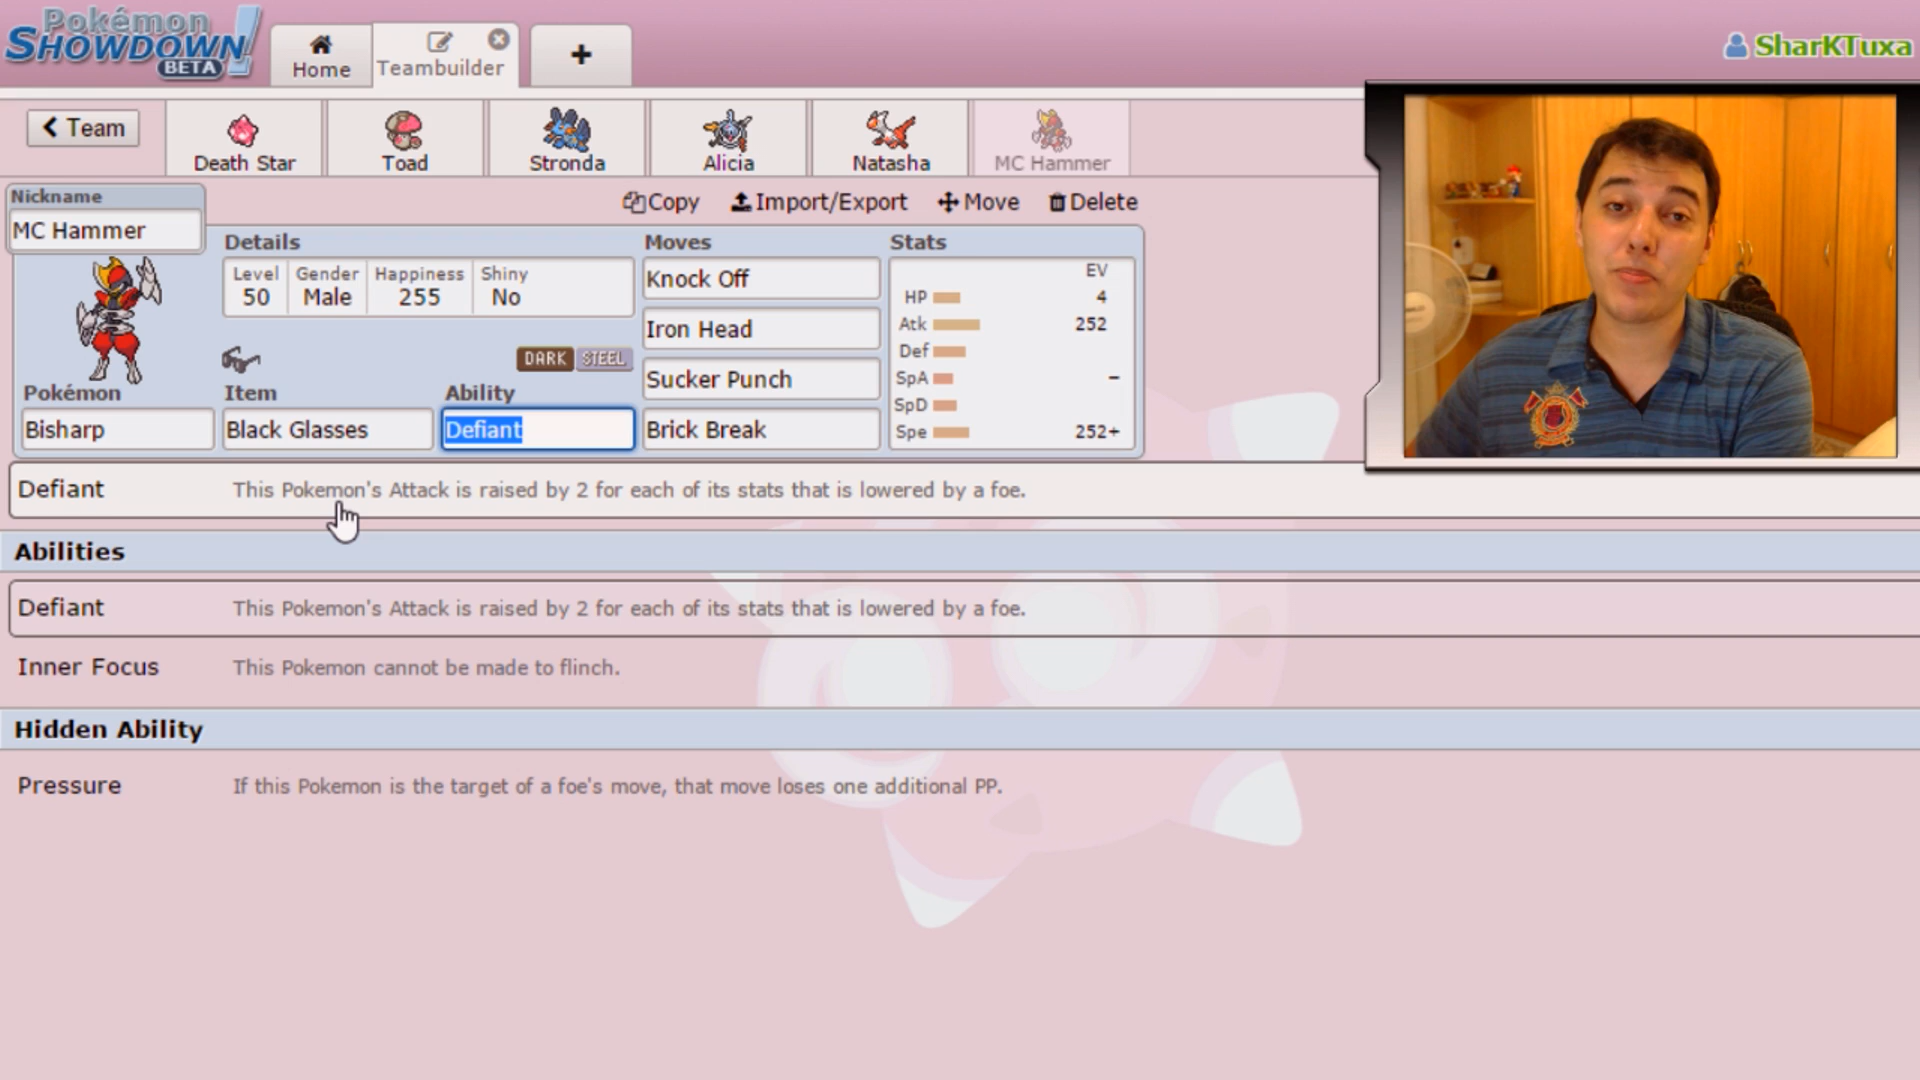 Pokémon
SHOWDOWN!
BETA
Home
Teambuilder
SharKTuxa
Team
Death Star
Toad
Stronda
Alicia
Natasha
MC Hammer
Nickname
MC Hammer
Copy
Import/Export
Move
Delete
Details
Level
Gender
Happiness
Shiny
50
Male
255
No
DARK
STEEL
Pokémon
Item
Ability
Bisharp
Black Glasses
Defiant
Moves
Knock Off
Iron Head
Sucker Punch
Brick Break
Stats
EV
HP 4
Atk 252
Def
SpA –
SpD
Spe 252+
Defiant This Pokemon's Attack is raised by 2 for each of its stats that is lowered by a foe.
Abilities
Defiant This Pokemon's Attack is raised by 2 for each of its stats that is lowered by a foe.
Inner Focus This Pokemon cannot be made to flinch.
Hidden Ability
Pressure If this Pokemon is the target of a foe's move, that move loses one additional PP.